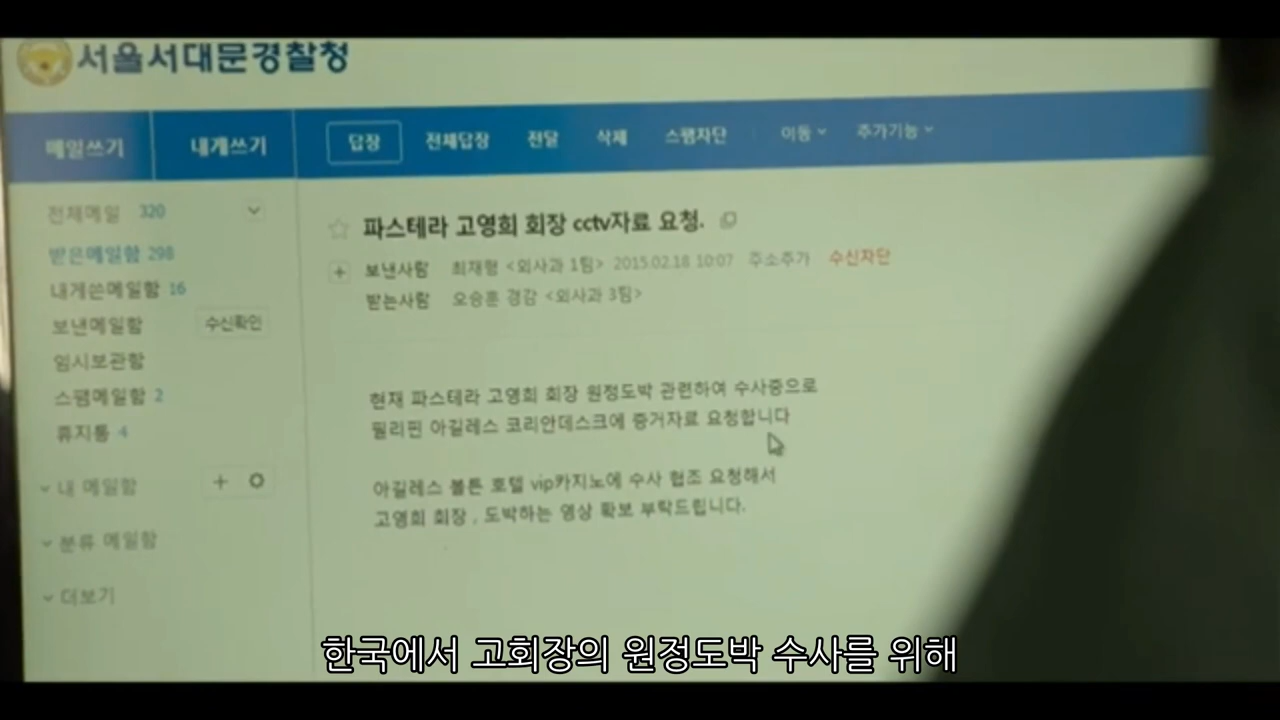 서울서대문경찰청
메일쓰기 내게쓰기 답장 전체답장 전달 삭제 스팸차단 이동 추가기능
전체메일 320
받은메일함 298
내게쓴메일함 16
보낸메일함 수신확인
임시보관함
스팸메일함 2
휴지통 4
내 메일함
분류 메일함
더보기
파스테라 고영희 회장 cctv자료 요청.
보낸사람 최재형 <외사과 1팀> 2015.02.18 10:07 주소추가 수신차단
받는사람 오승훈 경감 <외사과 3팀>
현재 파스테라 고영희 회장 원정도박 관련하여 수사중으로
필리핀 아길레스 코리안데스크에 증거자료 요청합니다
아길레스 볼튼 호텔 vip카지노에 수사 협조 요청해서
고영희 회장 , 도박하는 영상 확보 부탁드립니다.
한국에서 고회장의 원정도박 수사를 위해